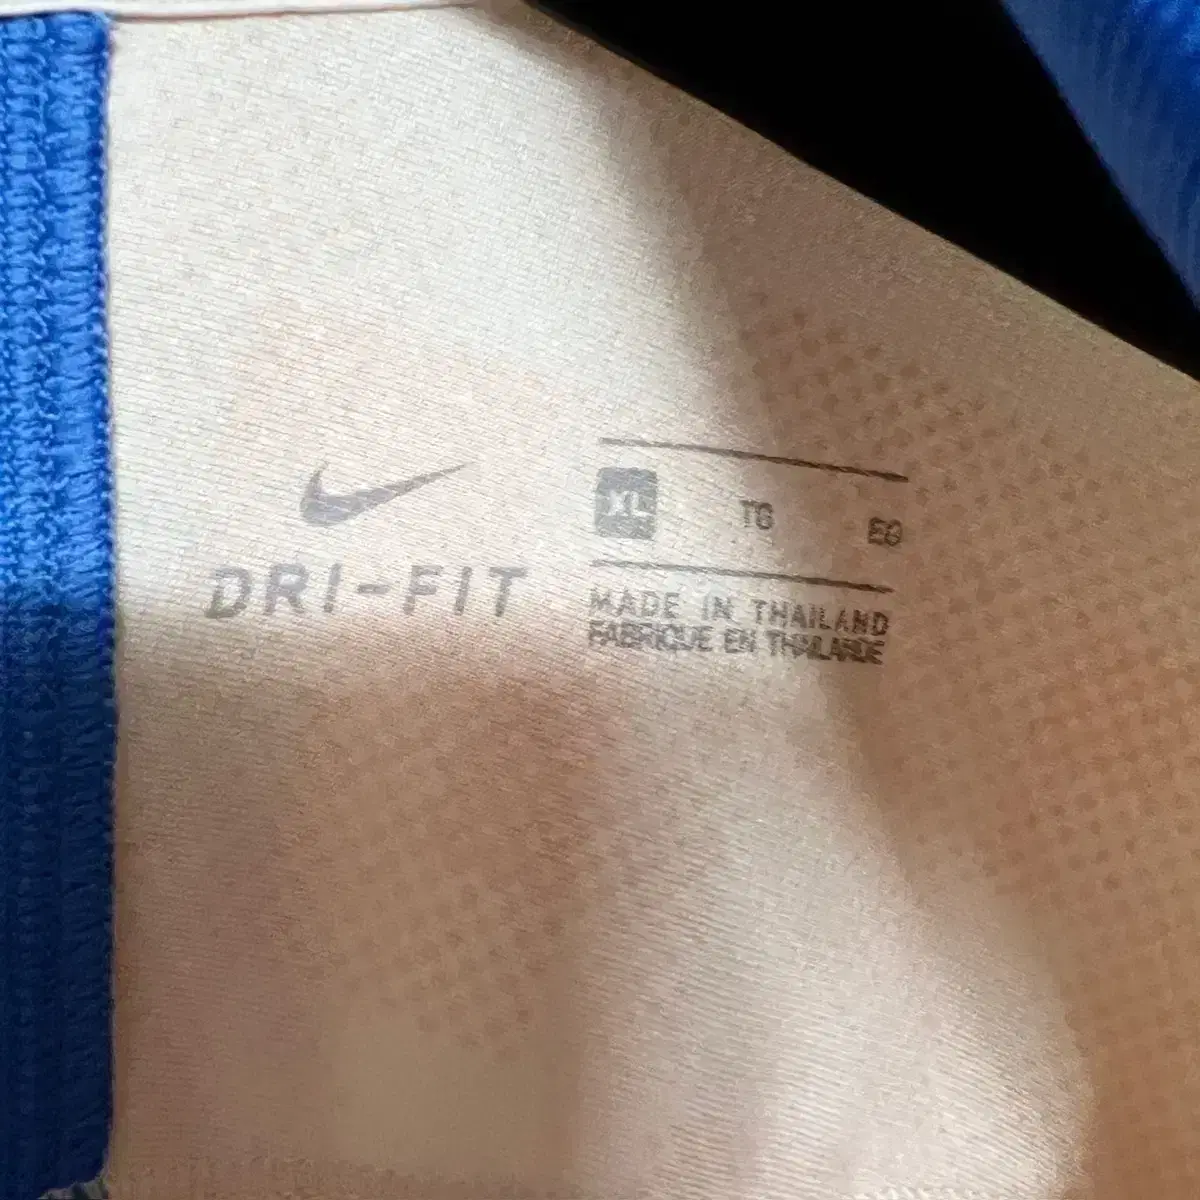 DRI-FIT
XL TG EG
MADE IN THAILAND
FABRIQUE EN THAILANDE